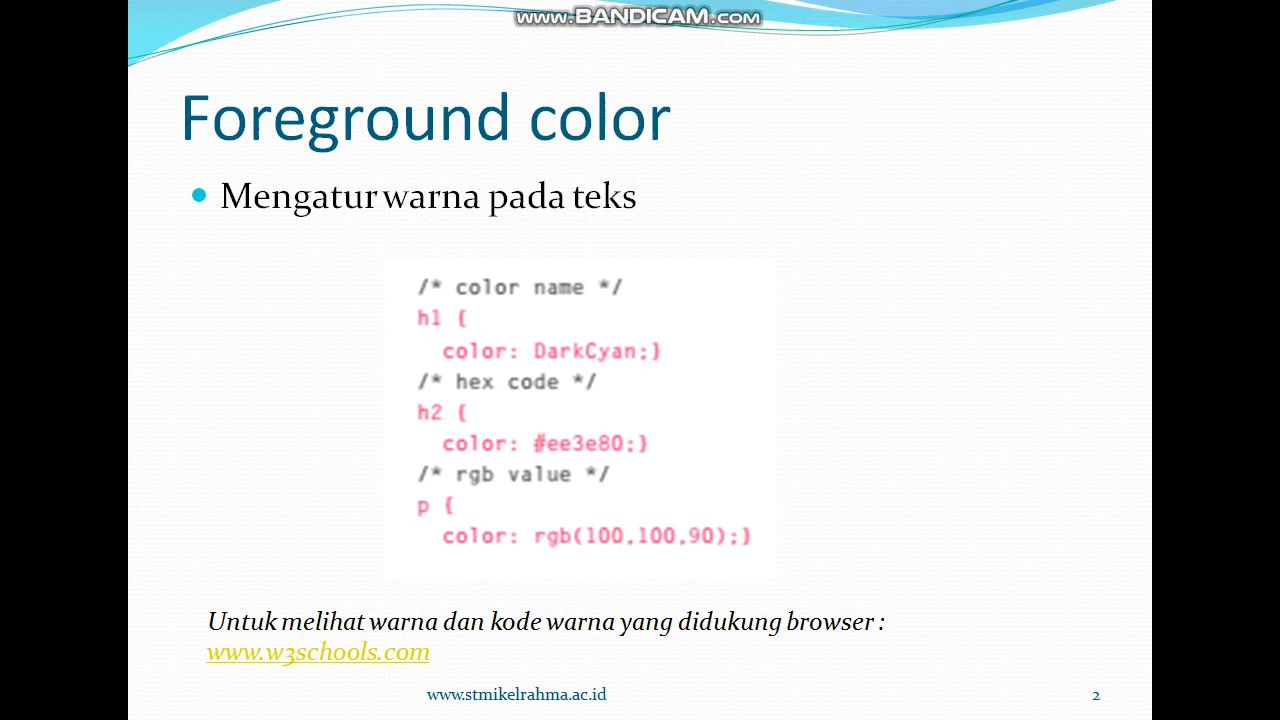 www.BANDICAM.com
Foreground color
Mengatur warna pada teks
/* color name */
h1 {
color: DarkCyan;}
/* hex code */
h2 {
color: #ee3e80;}
/* rgb value */
p {
color: rgb(100,100,90);}
Untuk melihat warna dan kode warna yang didukung browser :
www.w3schools.com
www.stmikelrahma.ac.id
2